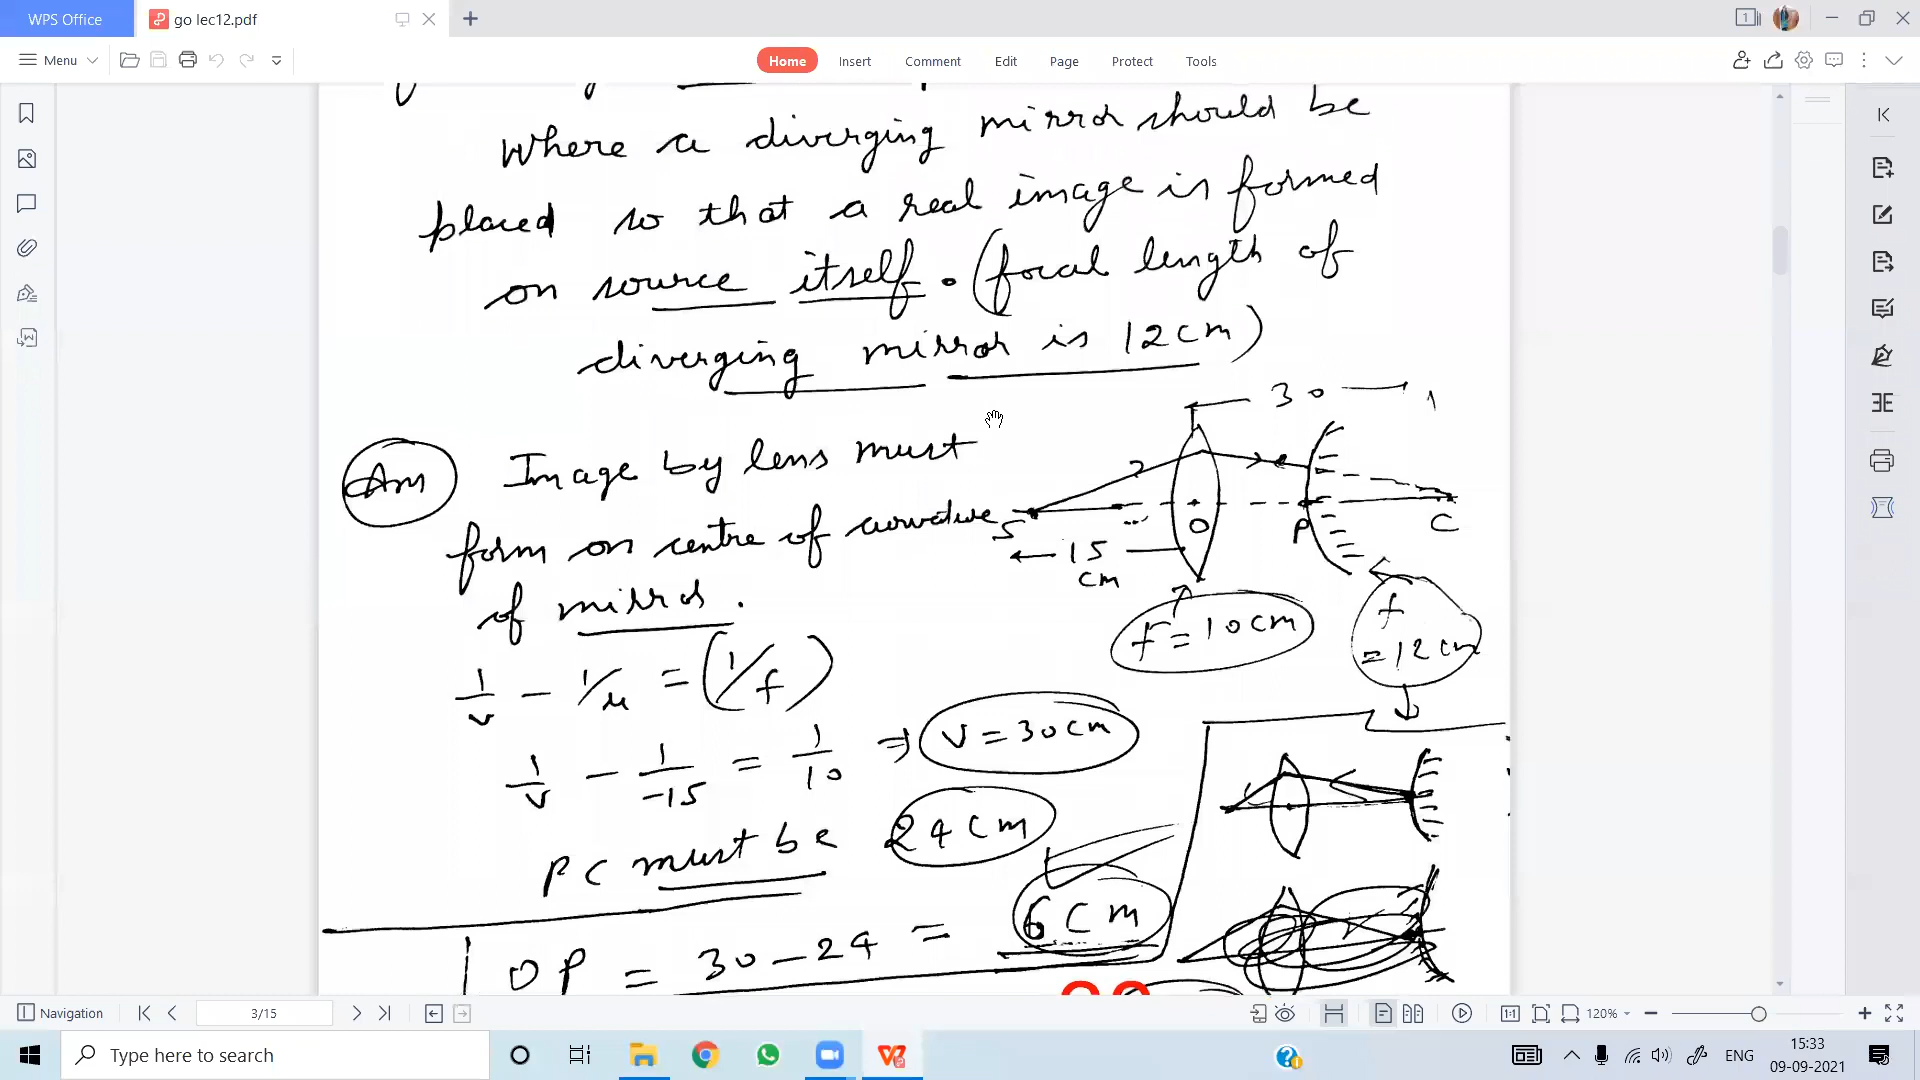 WPS Office
go lec12.pdf
1
Menu
Home
Insert
Comment
Edit
Page
Protect
Tools
Where a diverging mirror should be
placed so that a real image is formed
on source itself. (focal length of
diverging mirror is 12cm)
30
Ans
Image by lens must
form on centre of curvature
of mirror.
S
O
P
C
15
cm
f = 10cm
f
= 12cm
1/v - 1/u = (1/f)
1/v - 1/-15 = 1/10 ⇒ v = 30cm
PC must be 24cm
OP = 30 - 24 = 6cm
Navigation
3/15
1:1
120%
Type here to search
ENG
15:33
09-09-2021